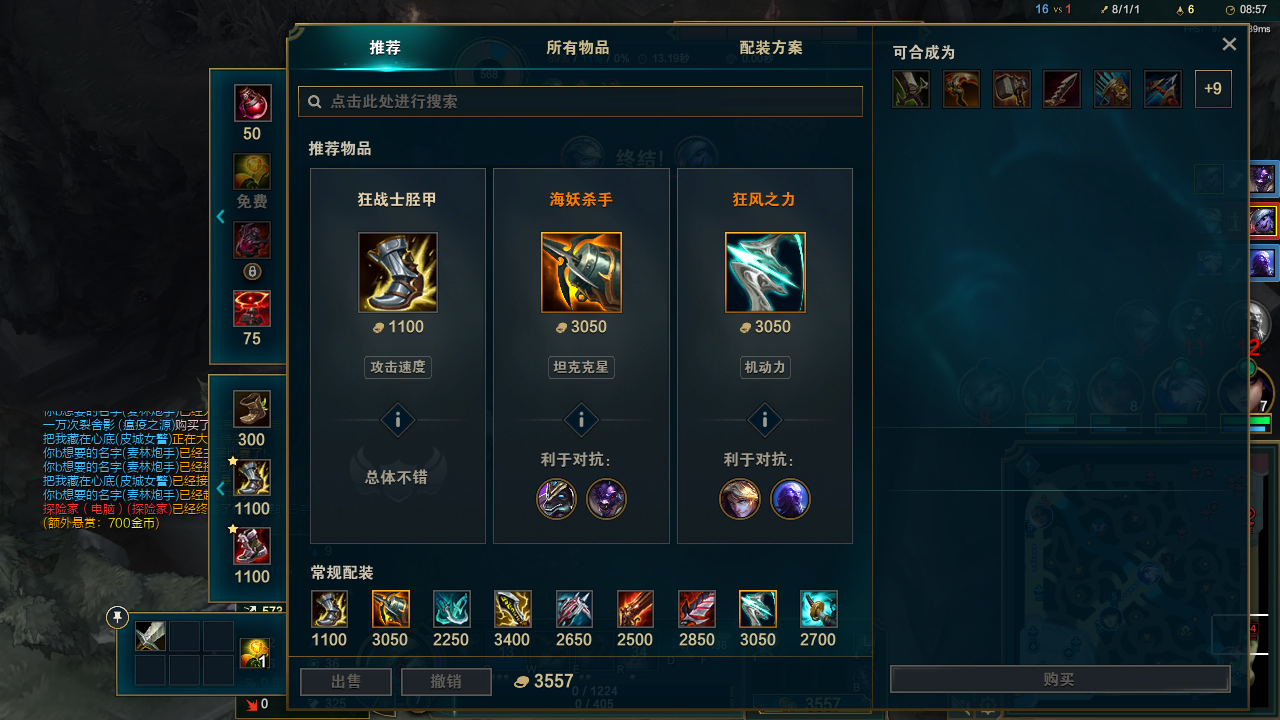 16 vs 1
8/1/1
6
08:57
推荐
所有物品
配装方案
可合成为
点击此处进行搜索
+9
推荐物品
50
免费
75
狂战士胫甲
海妖杀手
狂风之力
1100
3050
3050
攻击速度
坦克克星
机动力
总体不错
利于对抗：
利于对抗：
300
1100
1100
一万次裂舍影 (瘟疫之源)购买了
把我藏在心底(皮城女警)正在大
你b想要的名字(麦林炮手)已经
你b想要的名字(麦林炮手)已经
把我藏在心底(皮城女警)已经接
你b想要的名字(麦林炮手)已经
探险家（电脑）(探险家)已经终
(额外悬赏：700金币)
常规配装
1100
3050
2250
3400
2650
2500
2850
3050
2700
1
0
7
出售
撤销
3557
购买